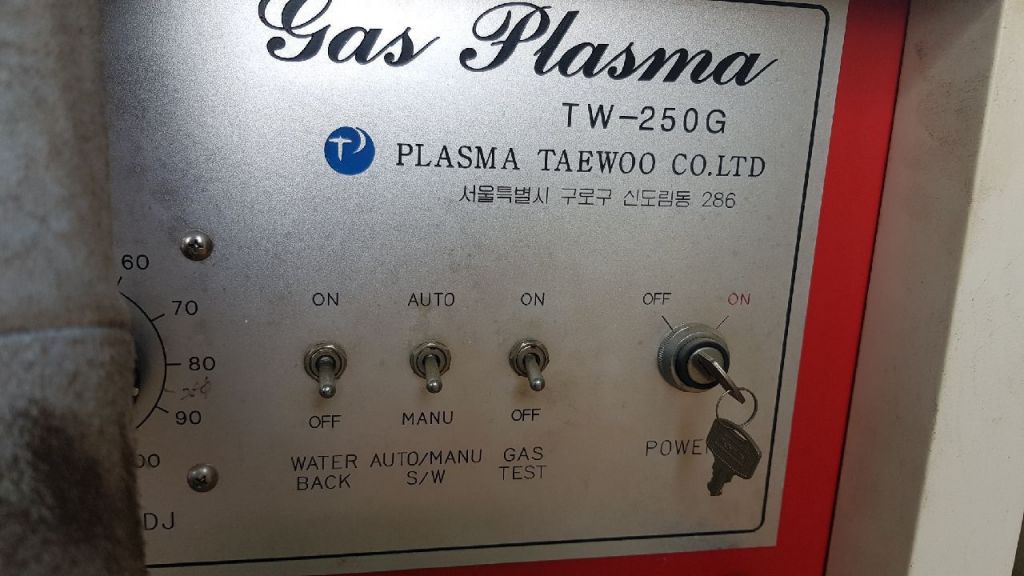 Gas Plasma
TW-250G
PLASMA TAEWOO CO.LTD
서울특별시 구로구 신도림동 286
60
70
80
90
ON AUTO ON
OFF MANU OFF
WATER BACK
AUTO/MANU S/W
GAS TEST
OFF ON
POWER
DJ